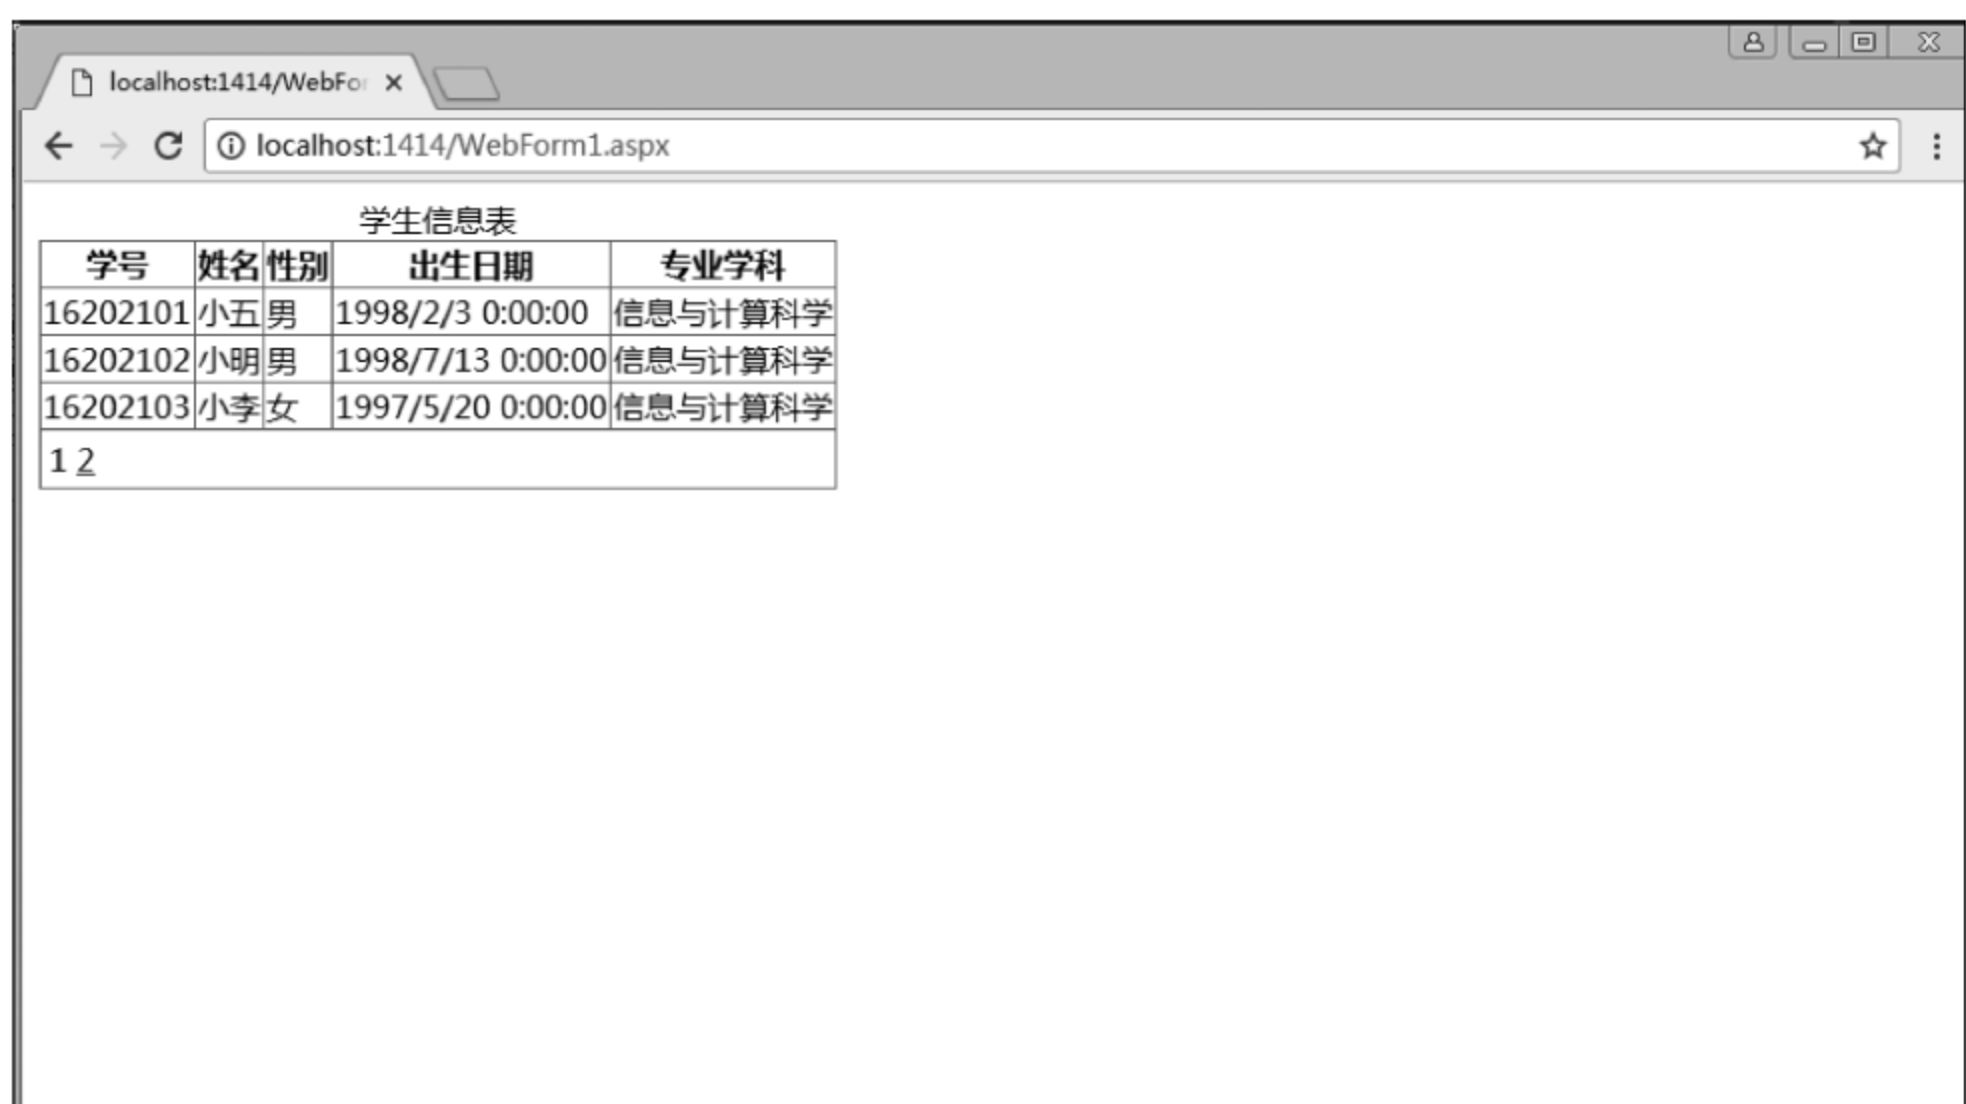 localhost:1414/WebFor
localhost:1414/WebForm1.aspx
学生信息表
学号 姓名 性别 出生日期 专业学科
16202101 小五 男 1998/2/3 0:00:00 信息与计算科学
16202102 小明 男 1998/7/13 0:00:00 信息与计算科学
16202103 小李 女 1997/5/20 0:00:00 信息与计算科学
1 2